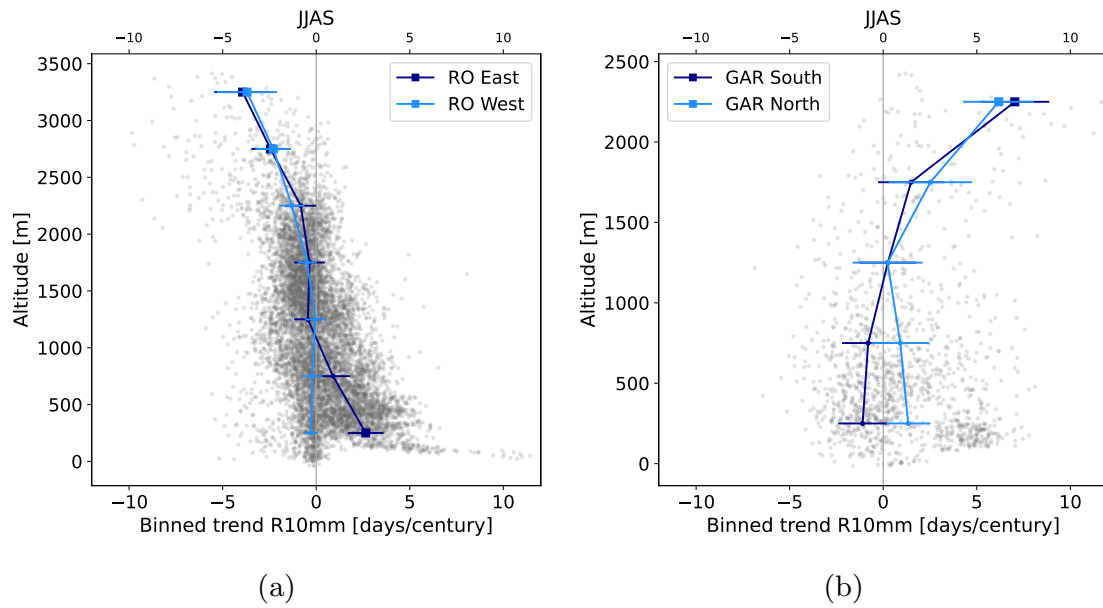 JJAS
−10 −5 0 5 10
3500
3000
2500
2000
1500
1000
500
0
Altitude [m]
RO East
RO West
−10 −5 0 5 10
Binned trend R10mm [days/century]
(a)
JJAS
−10 −5 0 5 10
2500
2000
1500
1000
500
0
Altitude [m]
GAR South
GAR North
−10 −5 0 5 10
Binned trend R10mm [days/century]
(b)